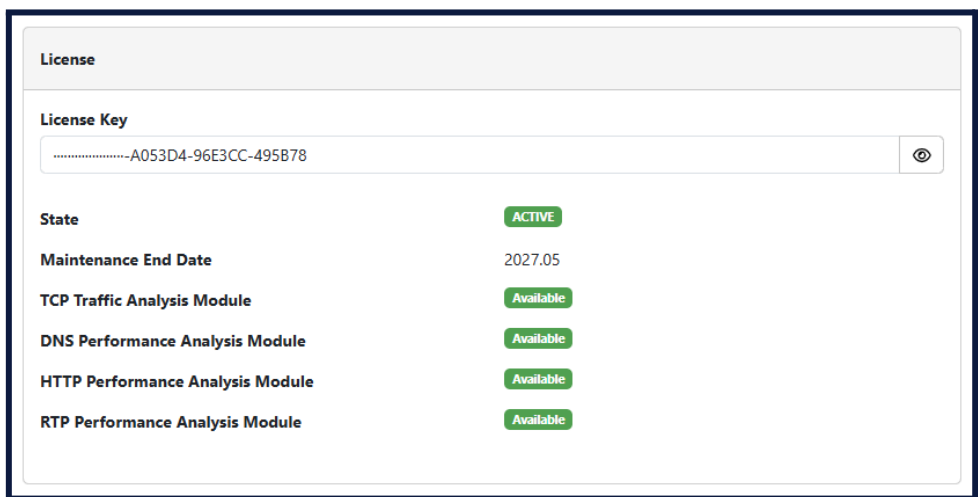 License
License Key
·····················-A053D4-96E3CC-495B78
State ACTIVE
Maintenance End Date 2027.05
TCP Traffic Analysis Module Available
DNS Performance Analysis Module Available
HTTP Performance Analysis Module Available
RTP Performance Analysis Module Available